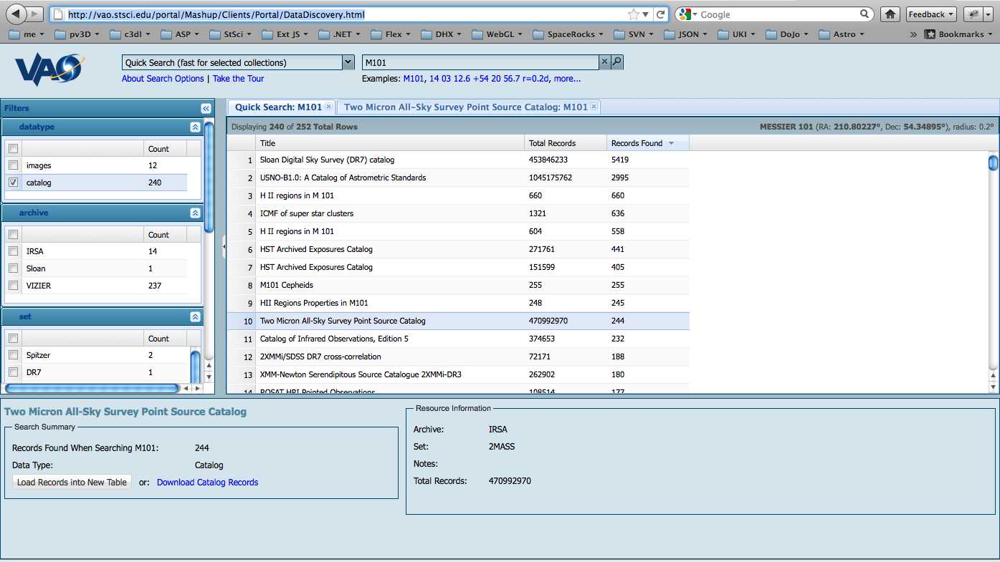 http://vao.stsci.edu/portal/Mashup/Clients/Portal/DataDiscovery.html
Google
Feedback
me pv3D c3dl ASP StSci Ext JS .NET Flex DHX WebGL SpaceRocks SVN JSON UKI DoJo Astro » Bookmarks
VAO
Quick Search (fast for selected collections)
M101
About Search Options | Take the Tour
Examples: M101, 14 03 12.6 +54 20 56.7 r=0.2d, more...
Filters
datatype
Count
images 12
catalog 240
archive
Count
IRSA 14
Sloan 1
VIZIER 237
set
Count
Spitzer 2
DR7 1
Quick Search: M101
Two Micron All-Sky Survey Point Source Catalog: M101
Displaying 240 of 252 Total Rows
MESSIER 101 (RA: 210.80227°, Dec: 54.34895°), radius: 0.2°
Title Total Records Records Found
1 Sloan Digital Sky Survey (DR7) catalog 453846233 5419
2 USNO-B1.0: A Catalog of Astrometric Standards 1045175762 2995
3 H II regions in M 101 660 660
4 ICMF of super star clusters 1321 636
5 H II regions in M 101 604 558
6 HST Archived Exposures Catalog 271761 441
7 HST Archived Exposures Catalog 151599 405
8 M101 Cepheids 255 255
9 HII Regions Properties in M101 248 245
10 Two Micron All-Sky Survey Point Source Catalog 470992970 244
11 Catalog of Infrared Observations, Edition 5 374653 232
12 2XMMi/SDSS DR7 cross-correlation 72171 188
13 XMM-Newton Serendipitous Source Catalogue 2XMMi-DR3 262902 180
14 ROSAT HRI Pointed Observations 108514 177
Two Micron All-Sky Survey Point Source Catalog
Search Summary
Records Found When Searching M101: 244
Data Type: Catalog
Load Records into New Table or: Download Catalog Records
Resource Information
Archive: IRSA
Set: 2MASS
Notes:
Total Records: 470992970